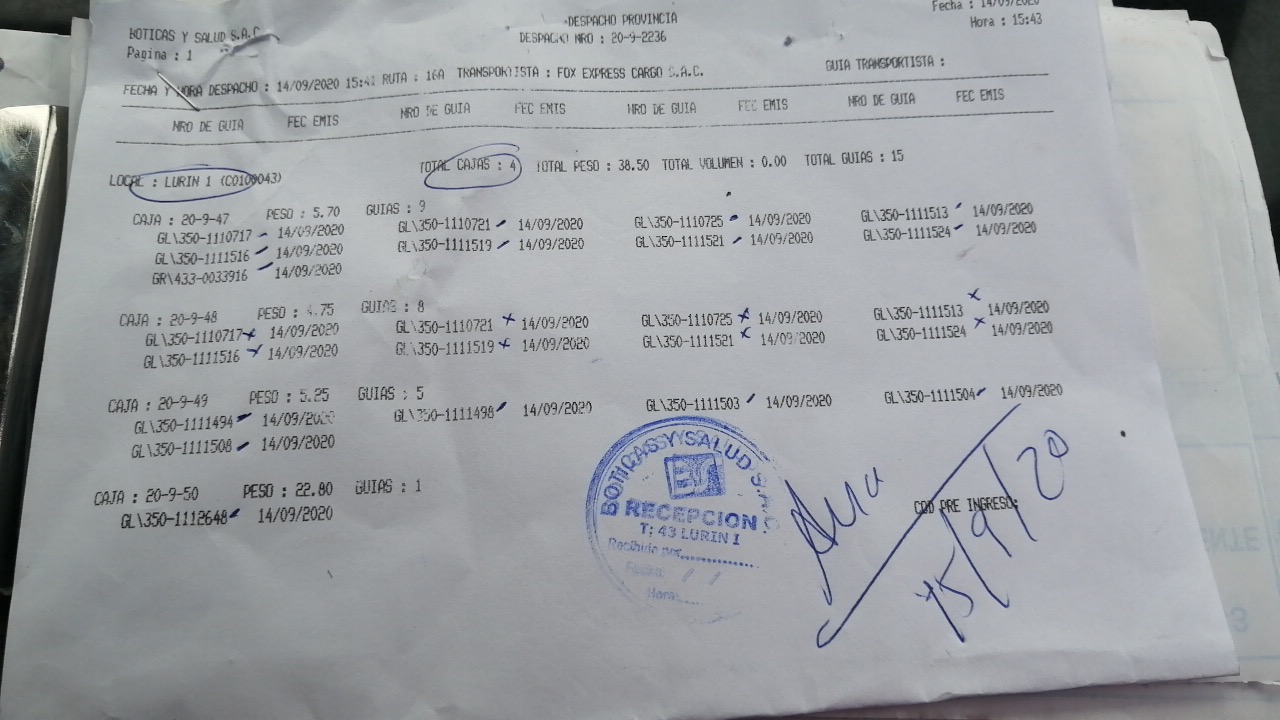 BOTICAS Y SALUD S.A.C DESPACHO PROVINCIA Fecha : 14/09/2020
Pagina : 1 DESPACHO NRO : 20-9-2236 Hora : 15:43
FECHA Y HORA DESPACHO : 14/09/2020 15:41 RUTA : 16A TRANSPORTISTA : FOX EXPRESS CARGO S.A.C. GUIA TRANSPORTISTA :
NRO DE GUIA FEC EMIS NRO DE GUIA FEC EMIS NRO DE GUIA FEC EMIS NRO DE GUIA FEC EMIS
LOCAL : LURIN 1 (C0100043) TOTAL CAJAS : 4 TOTAL PESO : 38.50 TOTAL VOLUMEN : 0.00 TOTAL GUIAS : 15
CAJA : 20-9-47 PESO : 5.70 GUIAS : 9
GL\350-1110717 14/09/2020 GL\350-1110721 14/09/2020 GL\350-1110725 14/09/2020 GL\350-1111513 14/09/2020
GL\350-1111516 14/09/2020 GL\350-1111519 14/09/2020 GL\350-1111521 14/09/2020 GL\350-1111524 14/09/2020
GR\433-0033916 14/09/2020
CAJA : 20-9-48 PESO : 4.75 GUIAS : 8
GL\350-1110717 14/09/2020 GL\350-1110721 14/09/2020 GL\350-1110725 14/09/2020 GL\350-1111513 14/09/2020
GL\350-1111516 14/09/2020 GL\350-1111519 14/09/2020 GL\350-1111521 14/09/2020 GL\350-1111524 14/09/2020
CAJA : 20-9-49 PESO : 5.25 GUIAS : 5
GL\350-1111494 14/09/2020 GL\350-1111498 14/09/2020 GL\350-1111503 14/09/2020 GL\350-1111504 14/09/2020
GL\350-1111508 14/09/2020
CAJA : 20-9-50 PESO : 22.80 GUIAS : 1
GL\350-1112648 14/09/2020
COD PRE INGRESO:
BOTICAS Y SALUD S.A.C.
RECEPCION
T: 43 LURIN I
Recibido por
Fecha: / /
Hora:
15/9/20